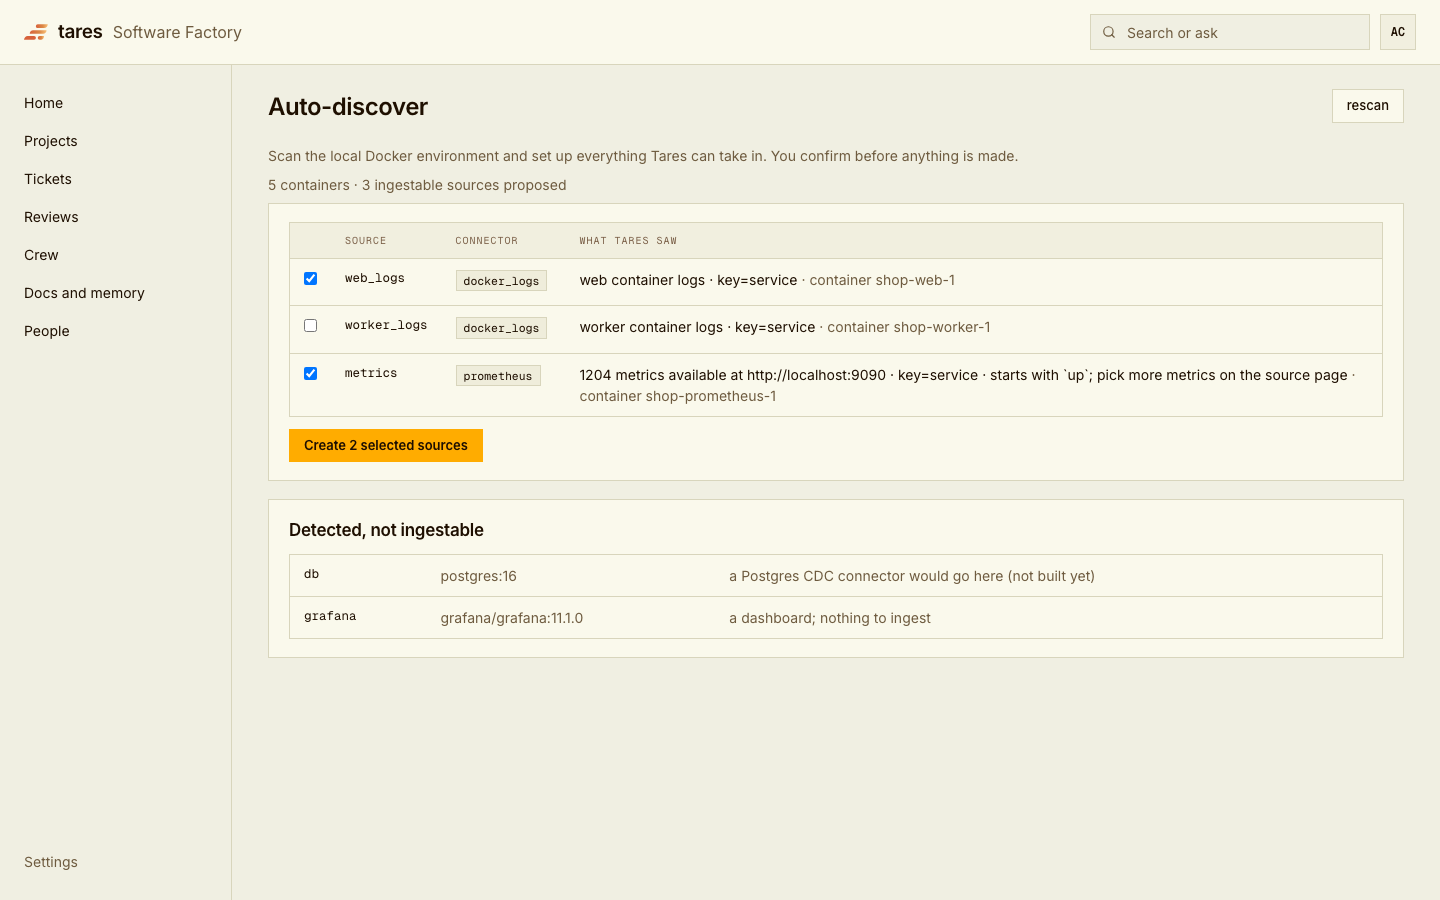 tares Software Factory
Search or ask
AC
Home
Projects
Tickets
Reviews
Crew
Docs and memory
People
Settings
Auto-discover
rescan
Scan the local Docker environment and set up everything Tares can take in. You confirm before anything is made.
5 containers · 3 ingestable sources proposed
SOURCE CONNECTOR WHAT TARES SAW
web_logs docker_logs web container logs · key=service · container shop-web-1
worker_logs docker_logs worker container logs · key=service · container shop-worker-1
metrics prometheus 1204 metrics available at http://localhost:9090 · key=service · starts with `up`; pick more metrics on the source page ·
container shop-prometheus-1
Create 2 selected sources
Detected, not ingestable
db postgres:16 a Postgres CDC connector would go here (not built yet)
grafana grafana/grafana:11.1.0 a dashboard; nothing to ingest